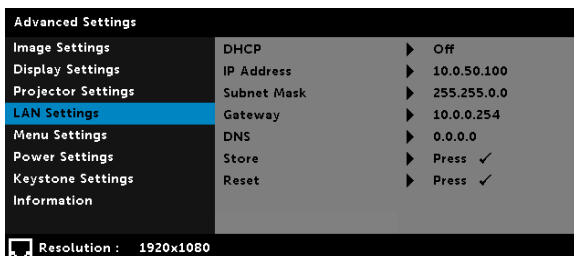 Advanced Settings
Image Settings DHCP Off
Display Settings IP Address 10.0.50.100
Projector Settings Subnet Mask 255.255.0.0
LAN Settings Gateway 10.0.0.254
Menu Settings DNS 0.0.0.0
Power Settings Store Press ✓
Keystone Settings Reset Press ✓
Information
Resolution : 1920x1080